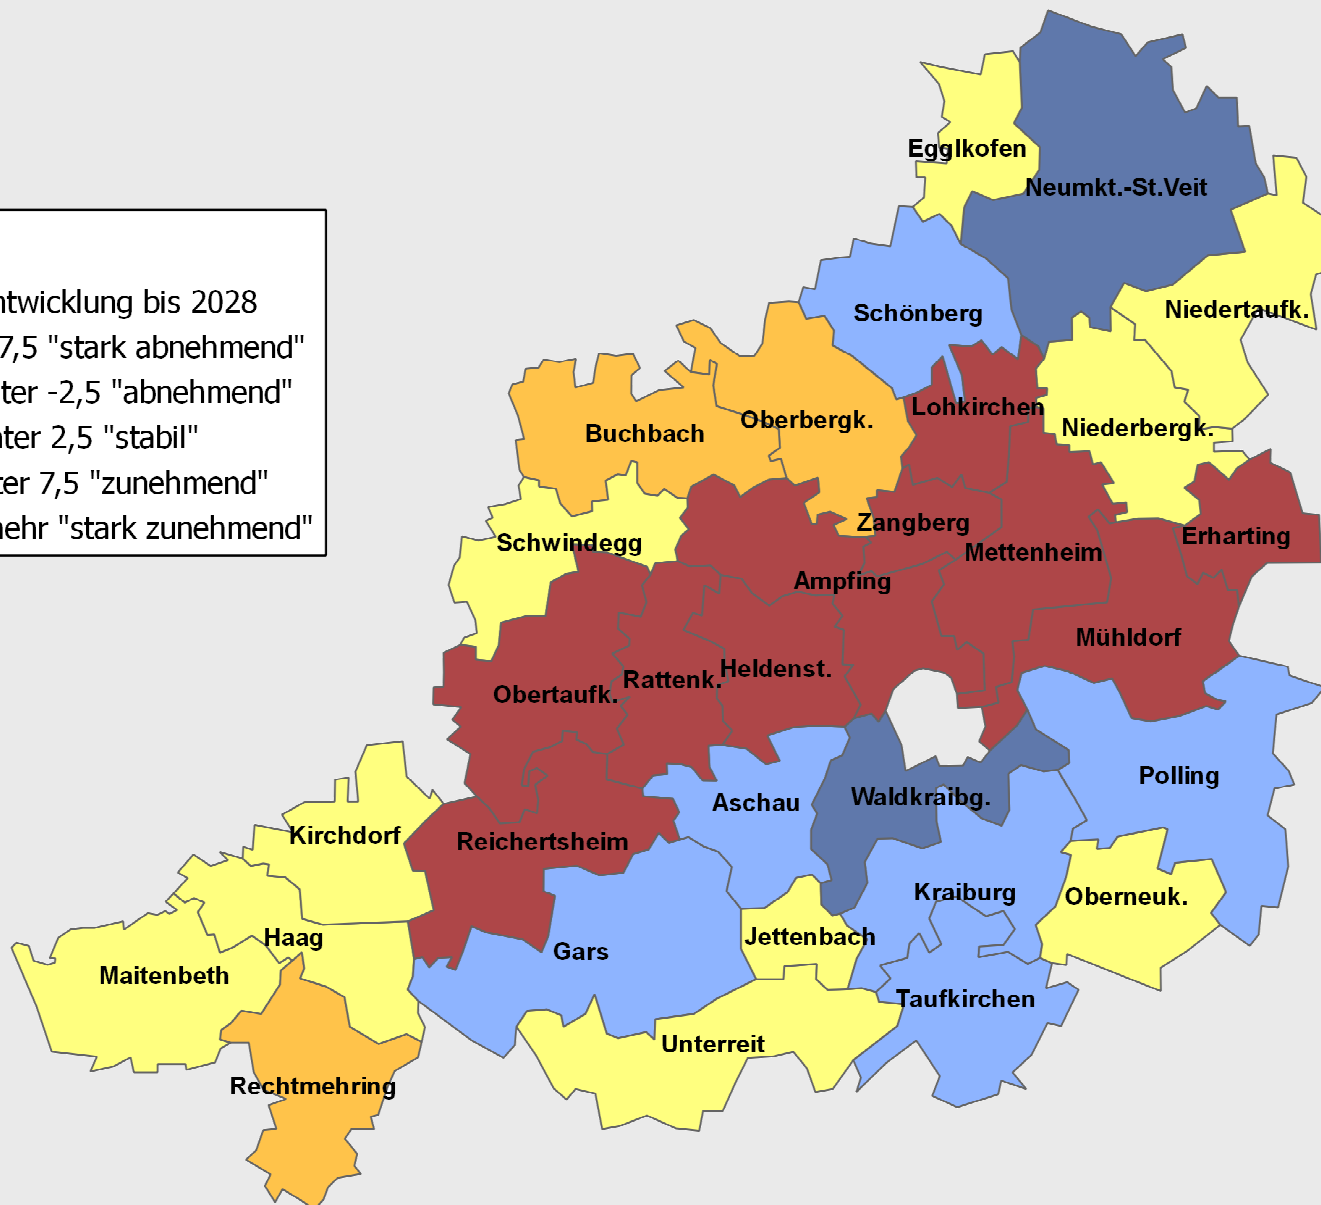 Egglkofen
Neumkt.-St.Veit
ntwicklung bis 2028
7,5 "stark abnehmend"
ter -2,5 "abnehmend"
nter 2,5 "stabil"
ter 7,5 "zunehmend"
nehr "stark zunehmend"
Schönberg
Niedertaufk.
Lohkirchen
Oberbergk.
Buchbach
Niederbergk.
Zangberg
Schwindegg
Mettenheim
Erharting
Ampfing
Mühldorf
Heldenst.
Rattenk.
Obertaufk.
Polling
Aschau
Waldkraibg.
Kirchdorf
Reichertsheim
Kraiburg
Oberneuk.
Haag
Gars
Jettenbach
Maitenbeth
Taufkirchen
Unterreit
Rechtmehring